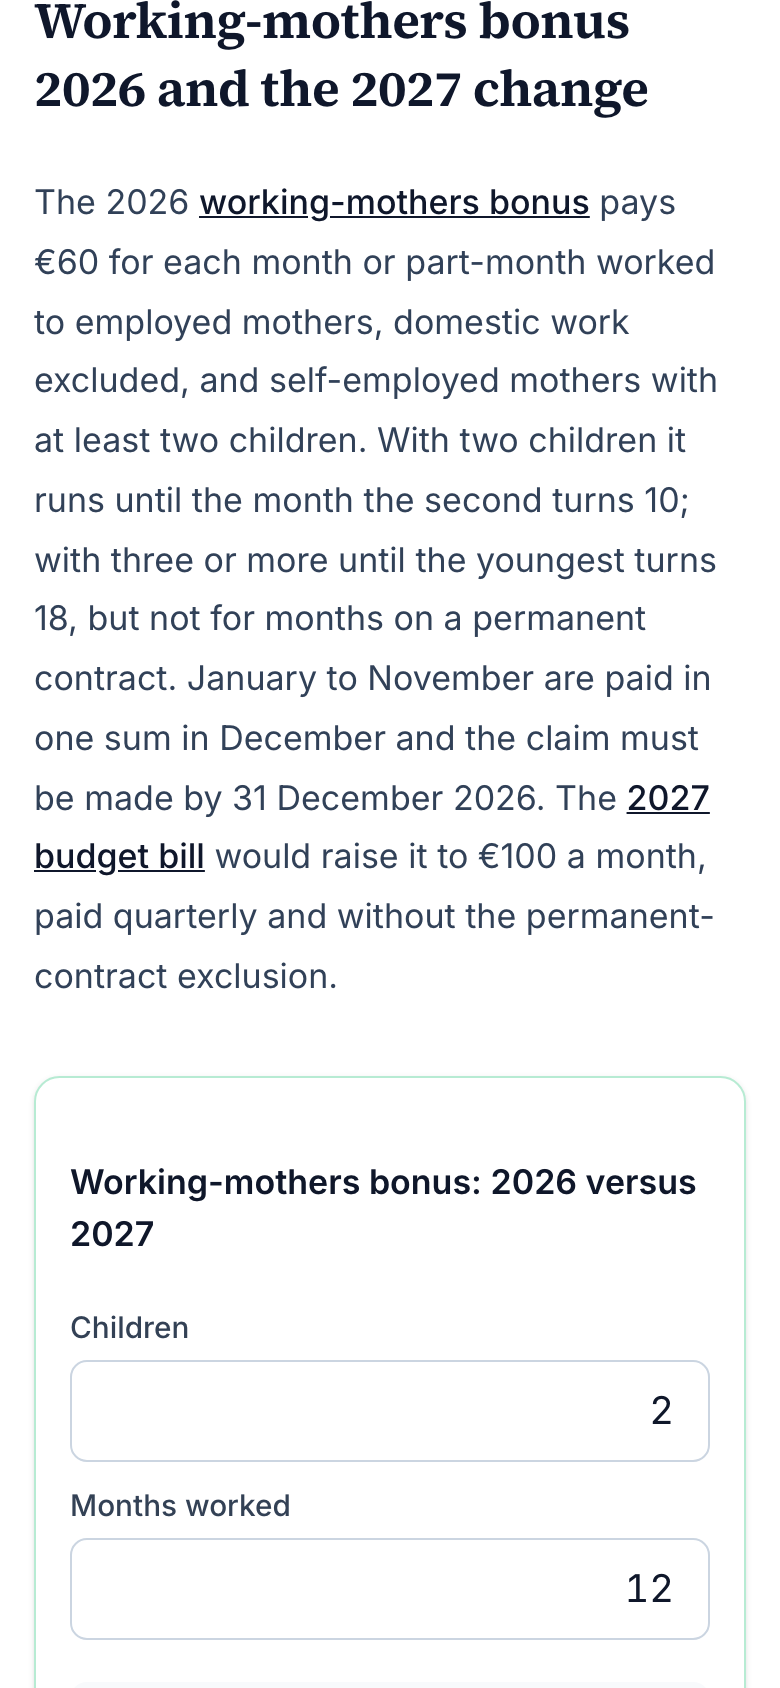 Working-mothers bonus
2026 and the 2027 change
The 2026 working-mothers bonus pays
€60 for each month or part-month worked
to employed mothers, domestic work
excluded, and self-employed mothers with
at least two children. With two children it
runs until the month the second turns 10;
with three or more until the youngest turns
18, but not for months on a permanent
contract. January to November are paid in
one sum in December and the claim must
be made by 31 December 2026. The 2027
budget bill would raise it to €100 a month,
paid quarterly and without the permanent-
contract exclusion.
Working-mothers bonus: 2026 versus
2027
Children
2
Months worked
12